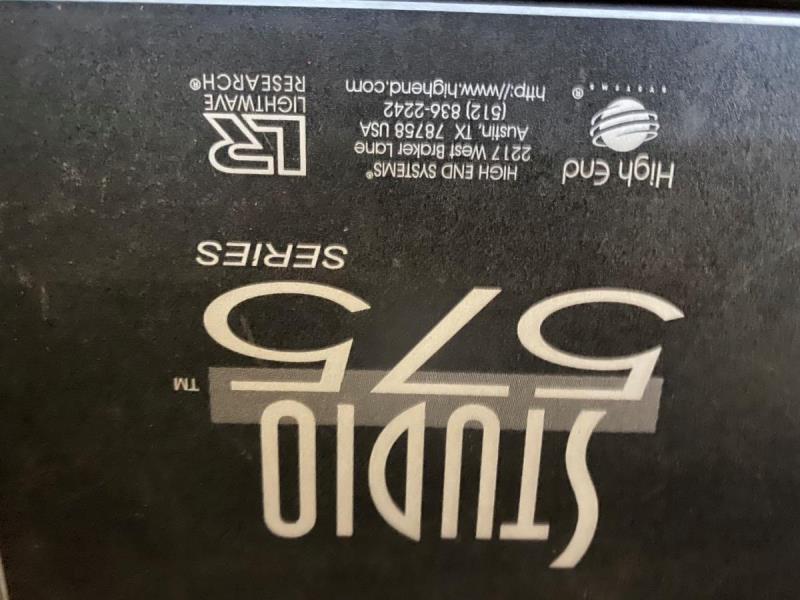 STUDIO
575™
SERIES
High End
SYSTEMS®
HIGH END SYSTEMS®
2217 West Braker Lane
Austin, TX 78758 USA
(512) 836-2242
http://www.highend.com
LR
LIGHTWAVE
RESEARCH®